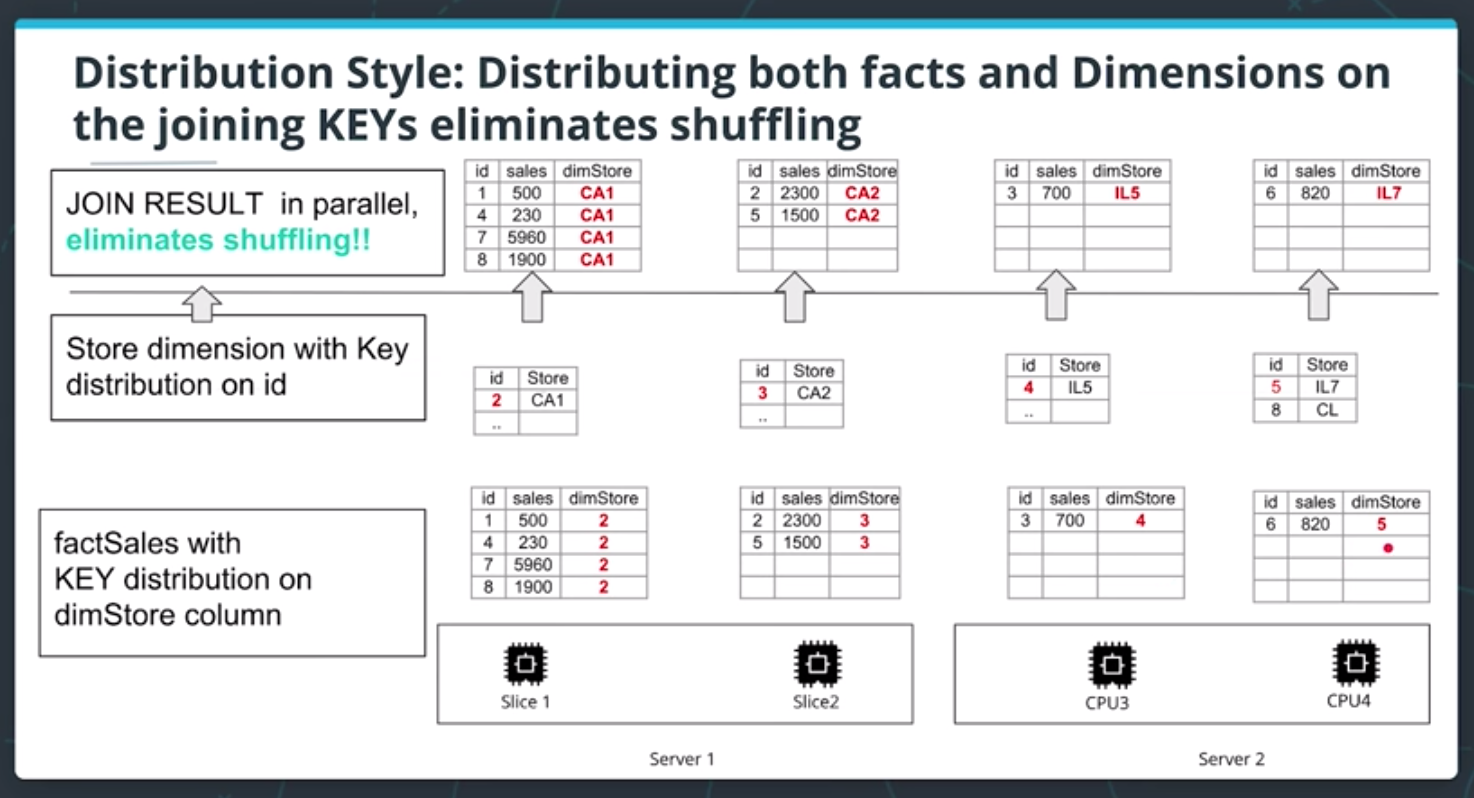 Distribution Style: Distributing both facts and Dimensions on
the joining KEYs eliminates shuffling
JOIN RESULT in parallel,
eliminates shuffling!!
id sales dimStore
1 500 CA1
4 230 CA1
7 5960 CA1
8 1900 CA1
id sales dimStore
2 2300 CA2
5 1500 CA2
id sales dimStore
3 700 IL5
id sales dimStore
6 820 IL7
Store dimension with Key
distribution on id
id Store
2 CA1
..
id Store
3 CA2
..
id Store
4 IL5
..
id Store
5 IL7
8 CL
factSales with
KEY distribution on
dimStore column
id sales dimStore
1 500 2
4 230 2
7 5960 2
8 1900 2
id sales dimStore
2 2300 3
5 1500 3
id sales dimStore
3 700 4
id sales dimStore
6 820 5
Slice 1
Slice2
CPU3
CPU4
Server 1
Server 2